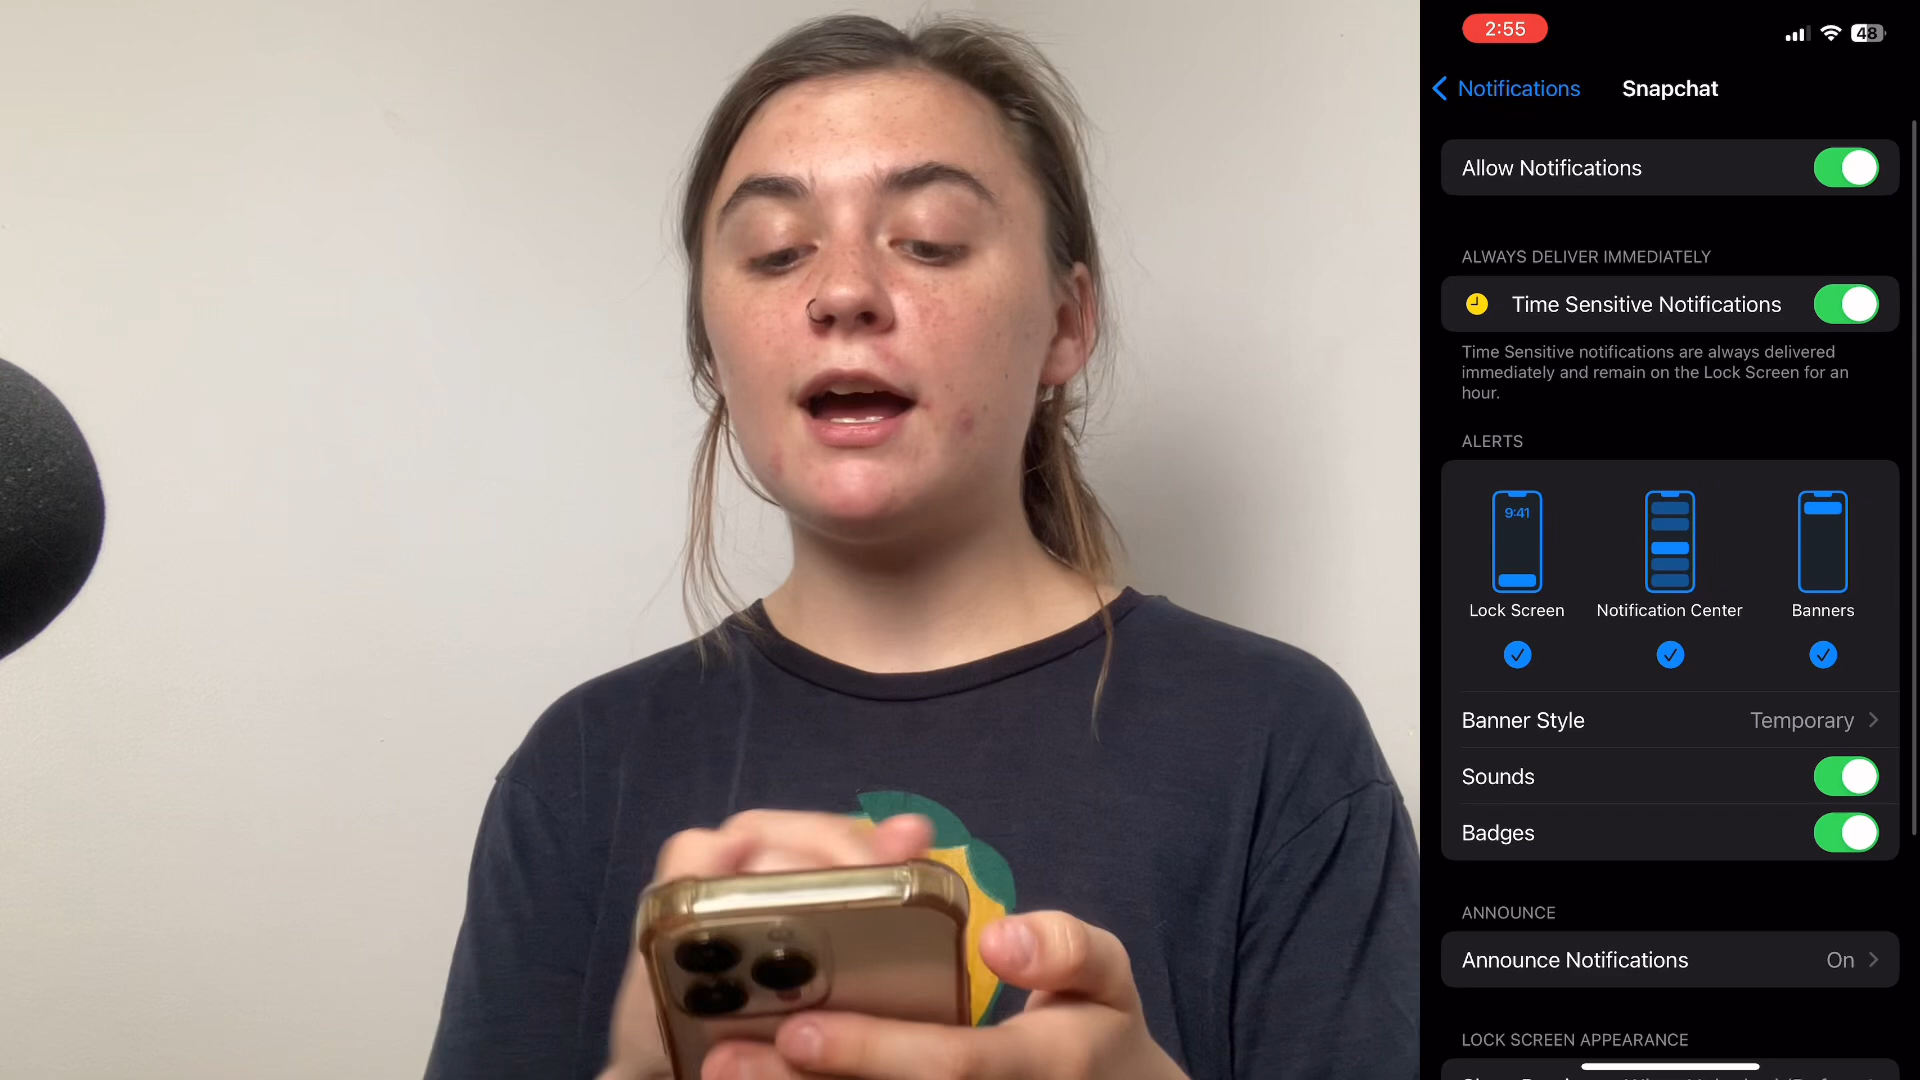 2:55
48
Notifications
Snapchat
Allow Notifications
ALWAYS DELIVER IMMEDIATELY
Time Sensitive Notifications
Time Sensitive notifications are always delivered
immediately and remain on the Lock Screen for an
hour.
ALERTS
9:41
Lock Screen
Notification Center
Banners
Banner Style
Temporary
Sounds
Badges
ANNOUNCE
Announce Notifications
On
LOCK SCREEN APPEARANCE